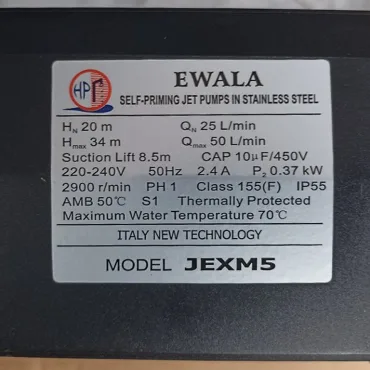 HPT
EWALA
SELF-PRIMING JET PUMPS IN STAINLESS STEEL
HN 20 m QN 25 L/min
Hmax 34 m Qmax 50 L/min
Suction Lift 8.5m CAP 10μF/450V
220-240V 50Hz 2.4 A P2 0.37 kW
2900 r/min PH 1 Class 155(F) IP55
AMB 50℃ S1 Thermally Protected
Maximum Water Temperature 70℃
ITALY NEW TECHNOLOGY
MODEL JEXM5